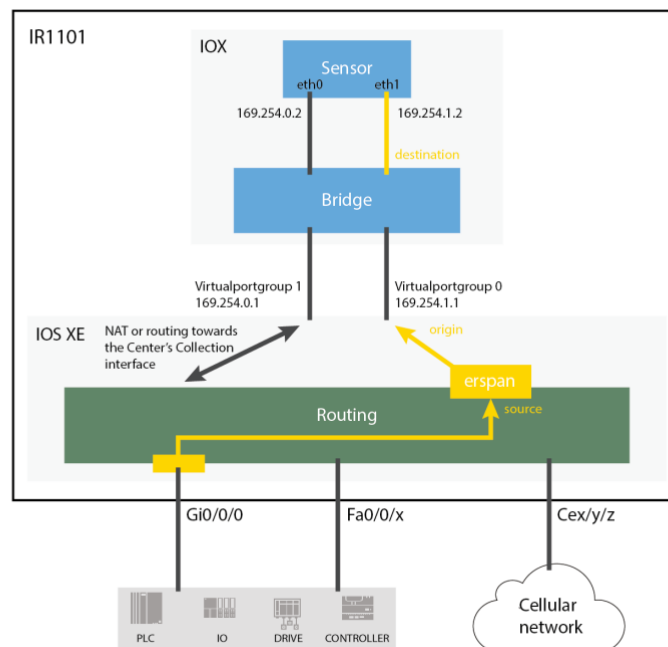 IR1101
IOX
Sensor
eth0
eth1
169.254.0.2
169.254.1.2
destination
Bridge
Virtualportgroup 1
169.254.0.1
Virtualportgroup 0
169.254.1.1
IOS XE
NAT or routing towards
the Center's Collection
interface
origin
erspan
source
Routing
Gi0/0/0
Fa0/0/x
Cex/y/z
PLC
IO
DRIVE
CONTROLLER
Cellular
network